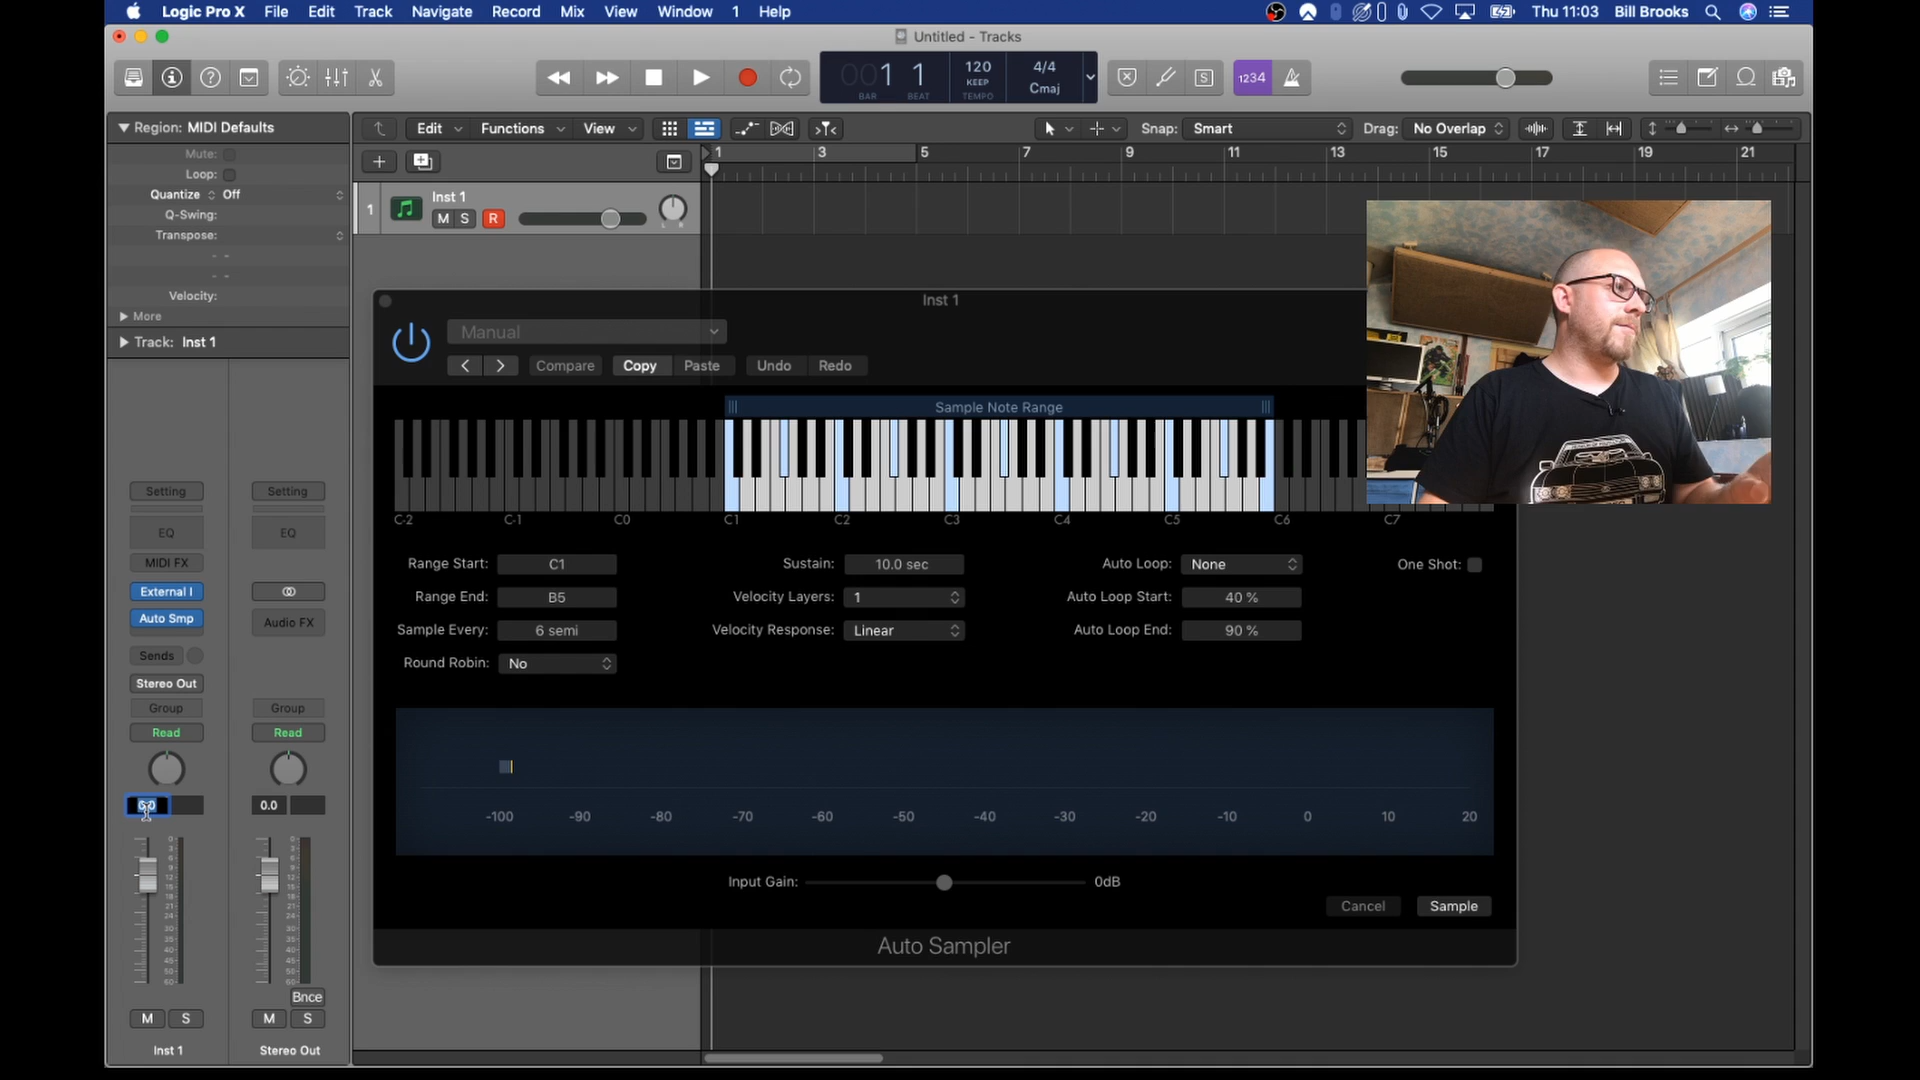 Logic Pro X File Edit Track Navigate Record Mix View Window 1 Help Thu 11:03 Bill Brooks
Untitled - Tracks
001 1 120 4/4
KEEP Cmaj
BAR BEAT TEMPO
S 1234
Region: MIDI Defaults
Edit Functions View Snap: Smart Drag: No Overlap
Mute:
Loop:
Quantize Off
Q-Swing:
Transpose:
Velocity:
More
Track: Inst 1
1 3 5 7 9 11 13 15 17 19 21
1 Inst 1
M S R
Inst 1
Manual
Compare Copy Paste Undo Redo
Sample Note Range
C-2 C-1 C0 C1 C2 C3 C4 C5 C6 C7
Range Start: C1 Sustain: 10.0 sec Auto Loop: None One Shot:
Range End: B5 Velocity Layers: 1 Auto Loop Start: 40 %
Sample Every: 6 semi Velocity Response: Linear Auto Loop End: 90 %
Round Robin: No
-100 -90 -80 -70 -60 -50 -40 -30 -20 -10 0 10 20
Input Gain: 0dB
Cancel Sample
Auto Sampler
Setting Setting
EQ EQ
MIDI FX
External I
Auto Smp Audio FX
Sends
Stereo Out
Group Group
Read Read
0.0 0.0
Bnce
M S M S
Inst 1 Stereo Out